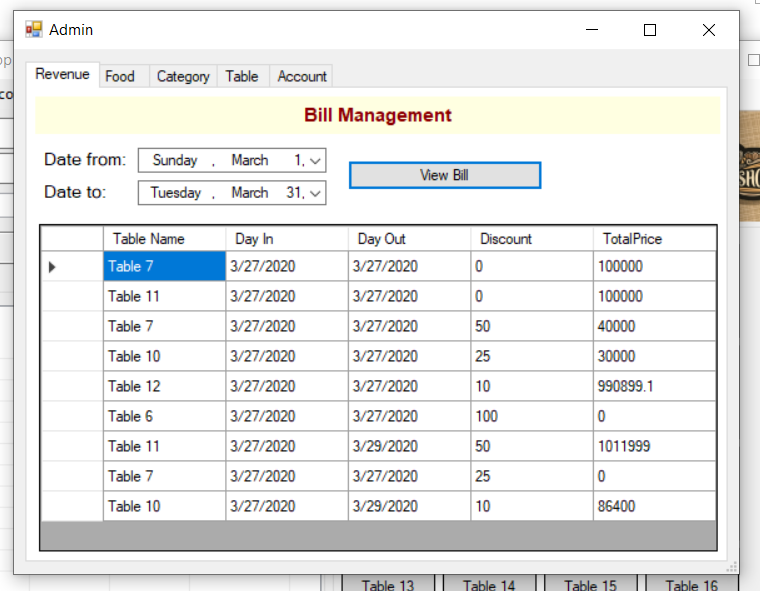 Admin
Revenue Food Category Table Account
Bill Management
Date from: Sunday , March 1,
View Bill
Date to: Tuesday , March 31,
Table Name Day In Day Out Discount TotalPrice
Table 7 3/27/2020 3/27/2020 0 100000
Table 11 3/27/2020 3/27/2020 0 100000
Table 7 3/27/2020 3/27/2020 50 40000
Table 10 3/27/2020 3/27/2020 25 30000
Table 12 3/27/2020 3/27/2020 10 990899.1
Table 6 3/27/2020 3/27/2020 100 0
Table 11 3/27/2020 3/29/2020 50 1011999
Table 7 3/27/2020 3/27/2020 25 0
Table 10 3/27/2020 3/29/2020 10 86400
Table 13 Table 14 Table 15 Table 16